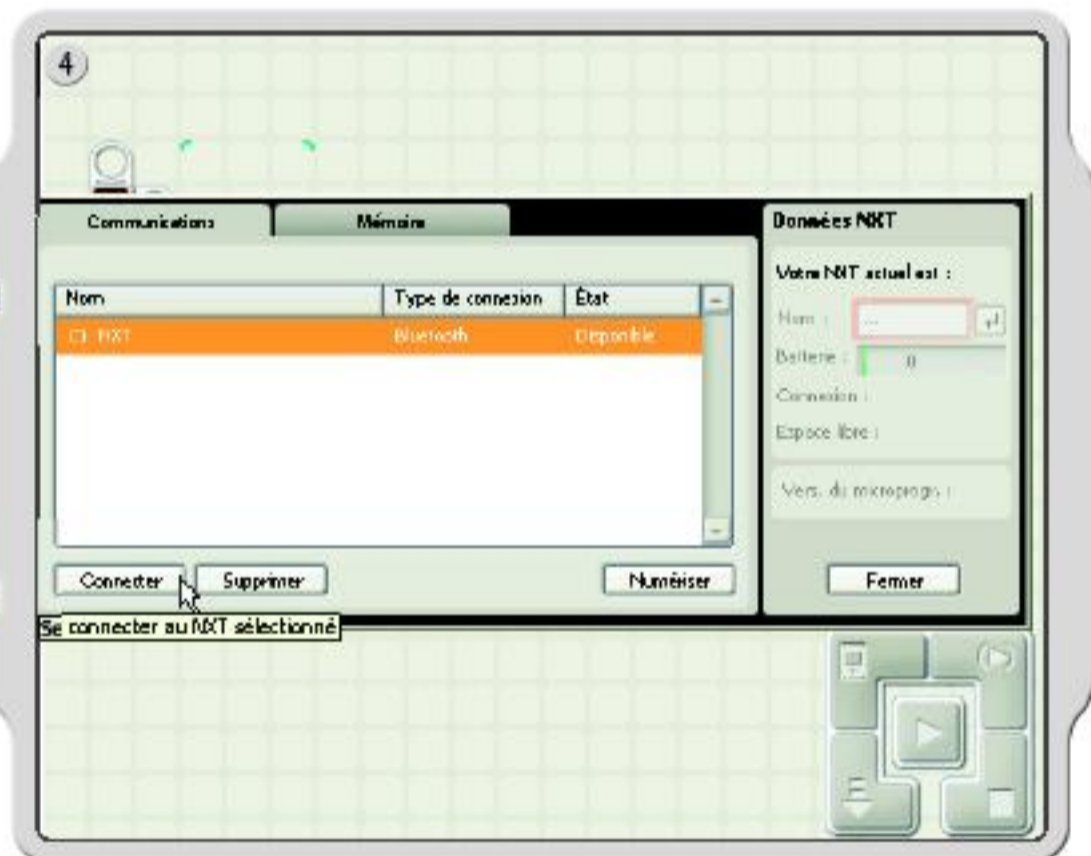 4
Communications
Mémoire
Nom
Type de connexion
État
NXT
Bluetooth
Disponible
Connecter
Supprimer
Numériser
Se connecter au NXT sélectionné
Données NXT
Votre NXT actuel est :
Nom :
...
Batterie :
0
Connexion :
Espace libre :
Vers. du microprogr. :
Fermer